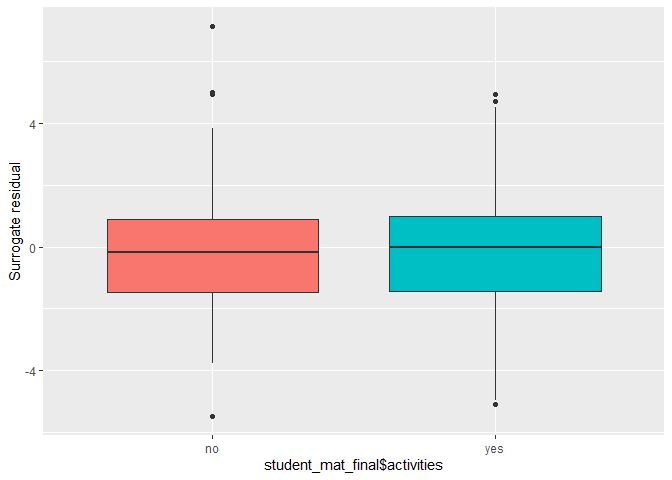 Surrogate residual
4
0
-4
no yes
student_mat_final$activities